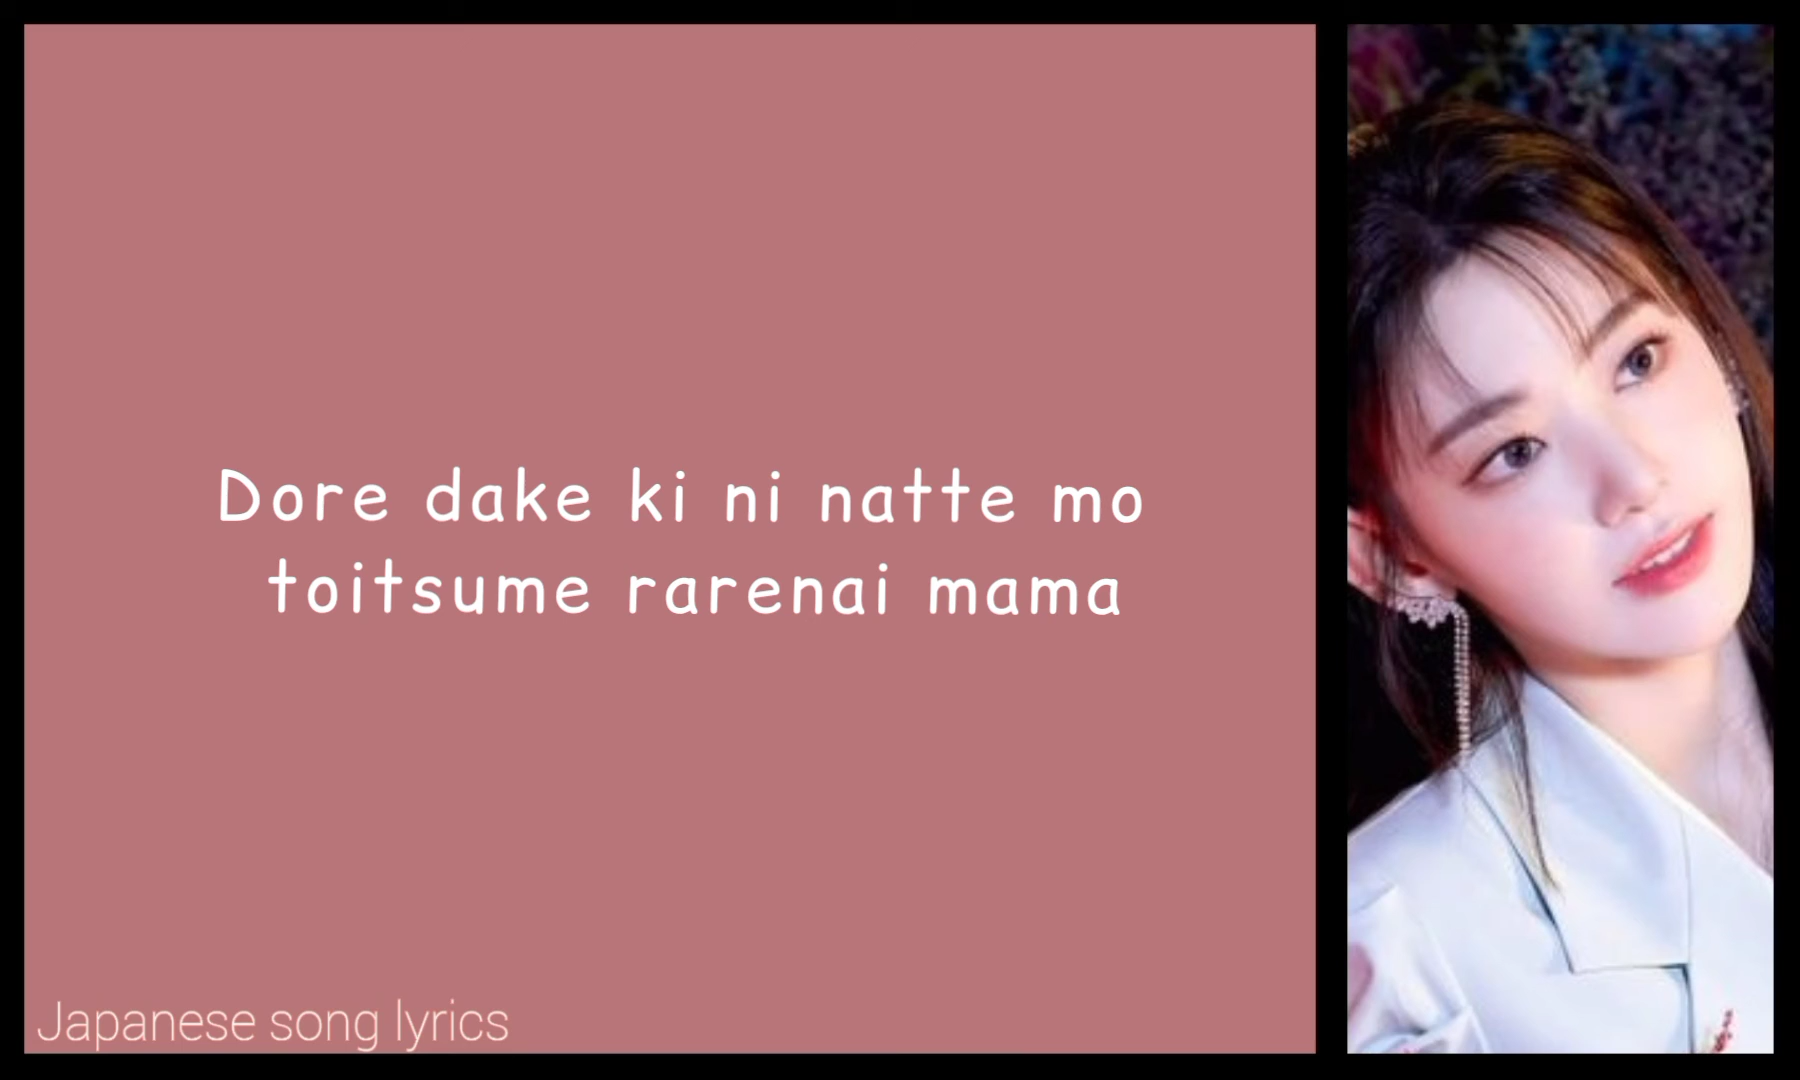 Dore dake ki ni natte mo
toitsume rarenai mama
Japanese song lyrics